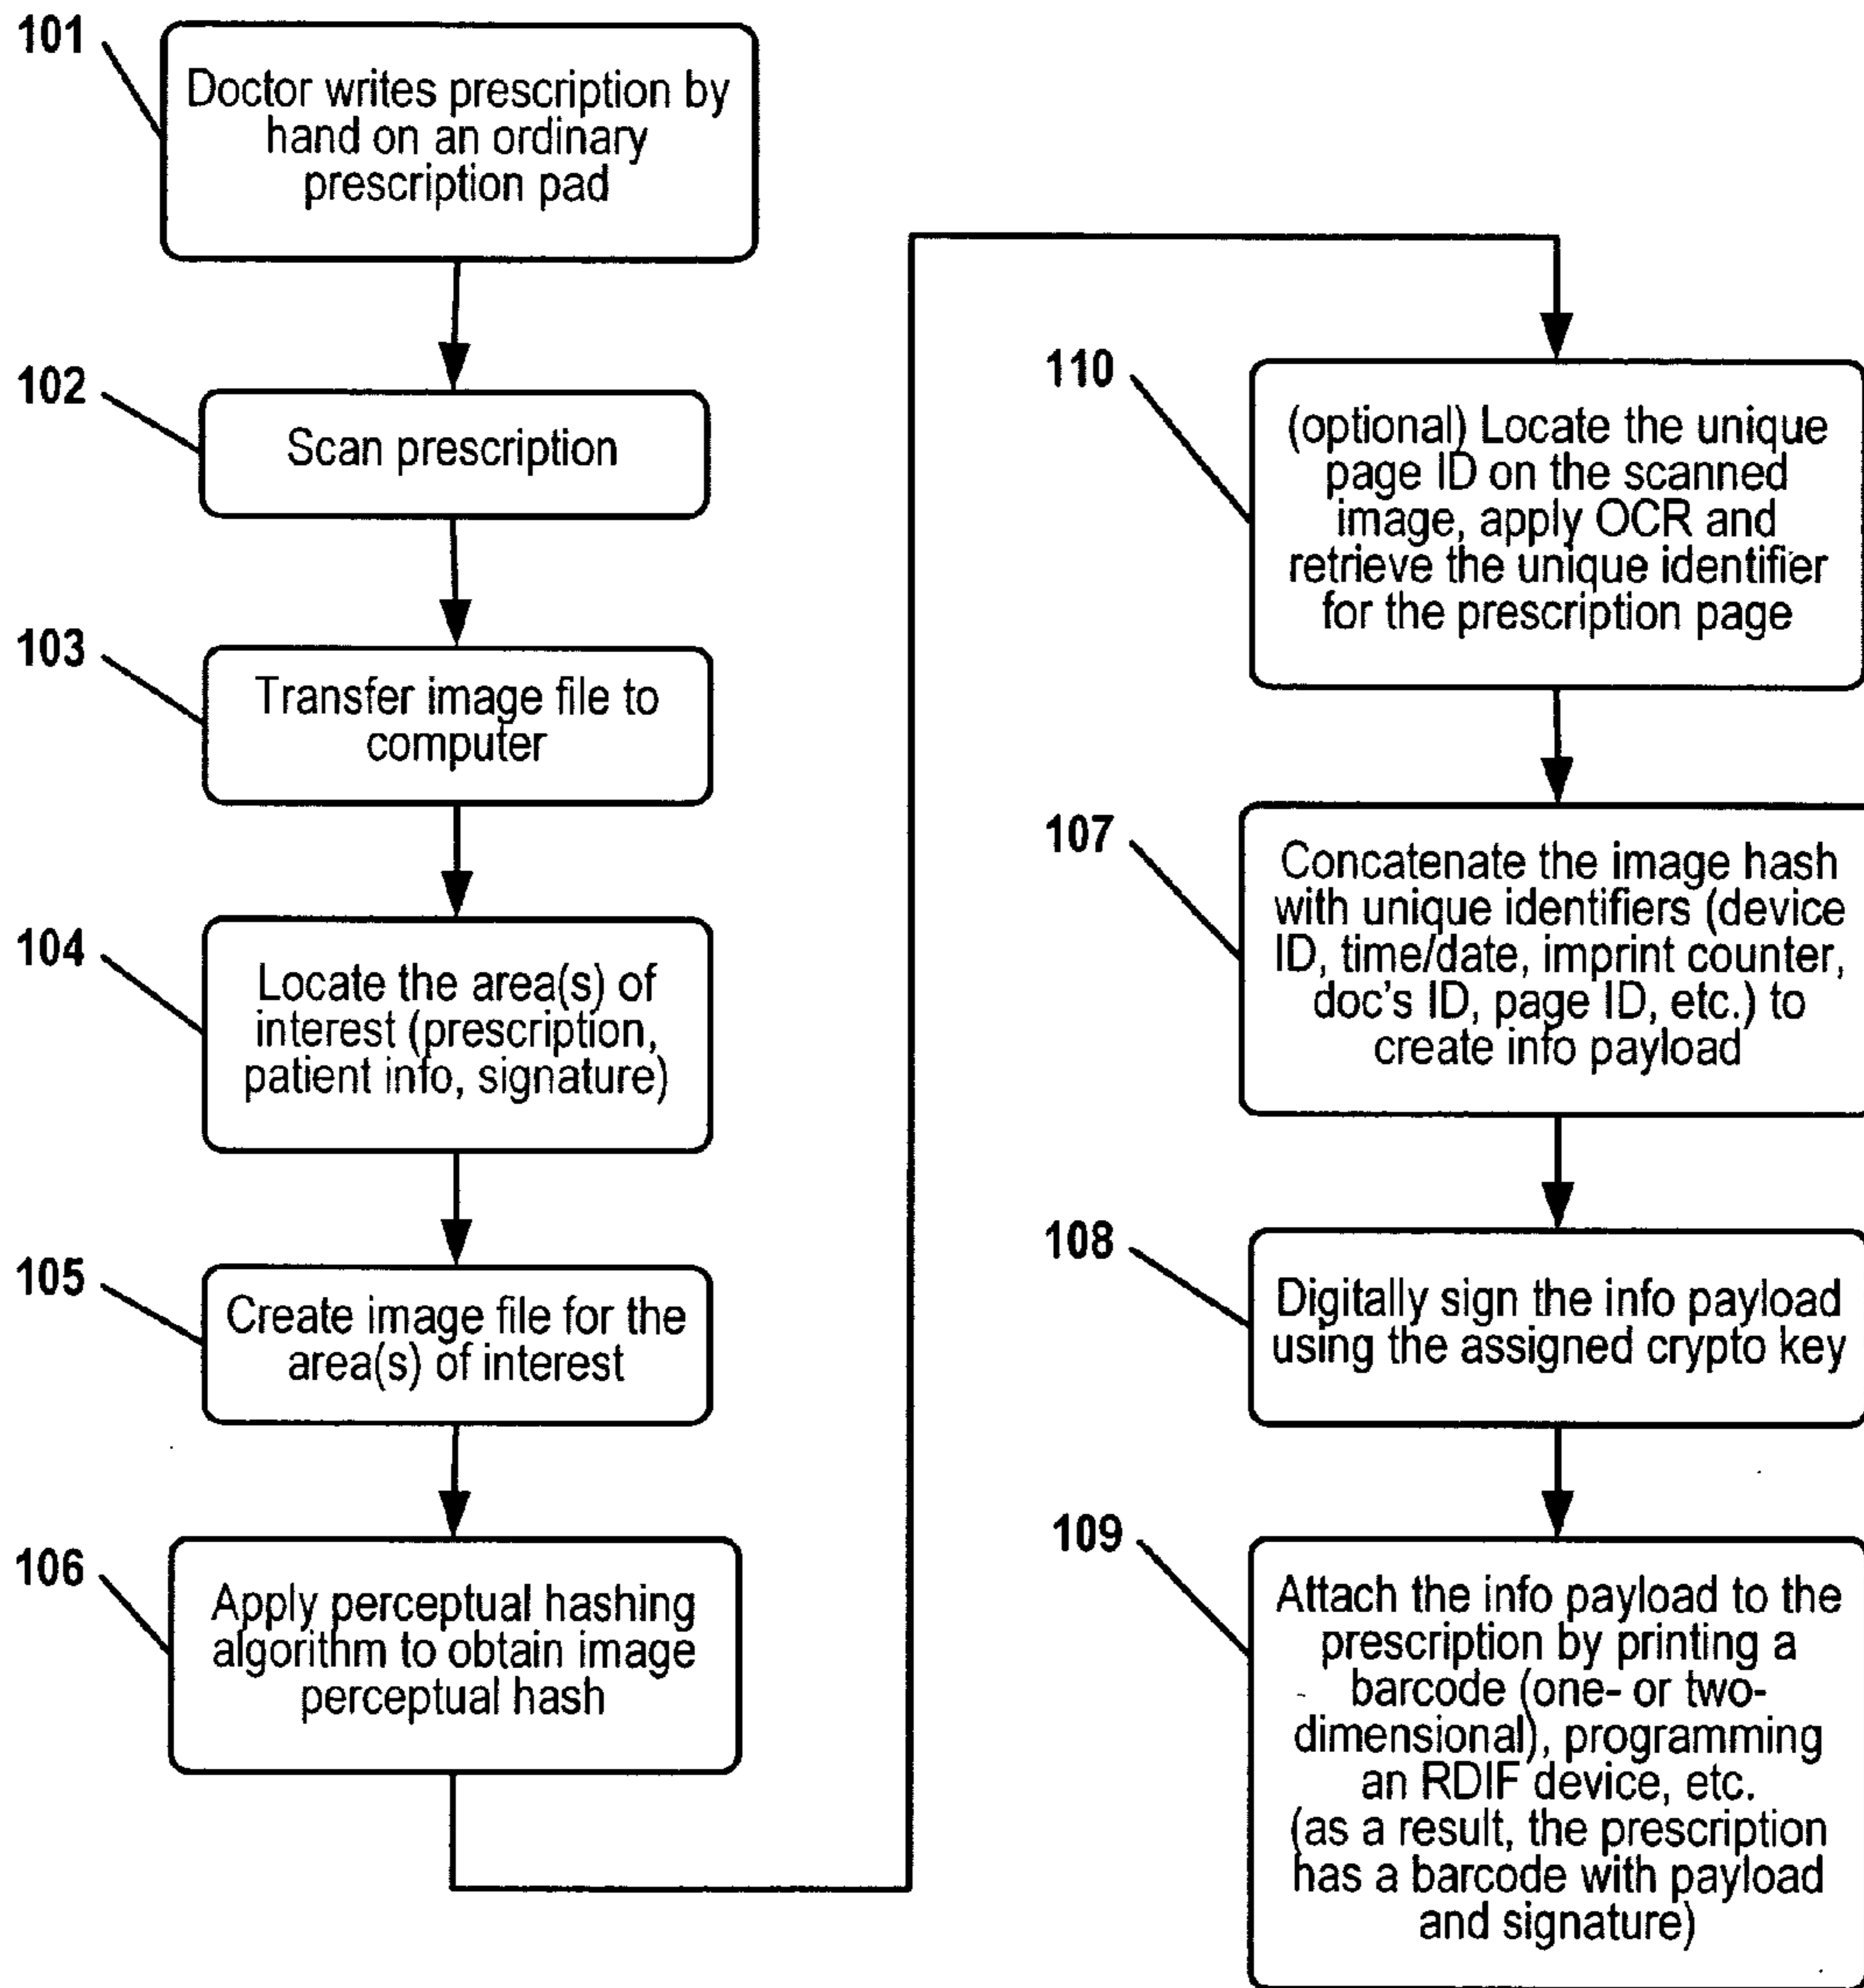 101
Doctor writes prescription by
hand on an ordinary
prescription pad
102
Scan prescription
103
Transfer image file to
computer
104
Locate the area(s) of
interest (prescription,
patient info, signature)
105
Create image file for the
area(s) of interest
106
Apply perceptual hashing
algorithm to obtain image
perceptual hash
110
(optional) Locate the unique
page ID on the scanned
image, apply OCR and
retrieve the unique identifier
for the prescription page
107
Concatenate the image hash
with unique identifiers (device
ID, time/date, imprint counter,
doc's ID, page ID, etc.) to
create info payload
108
Digitally sign the info payload
using the assigned crypto key
109
Attach the info payload to the
prescription by printing a
barcode (one- or two-
dimensional), programming
an RDIF device, etc.
(as a result, the prescription
has a barcode with payload
and signature)